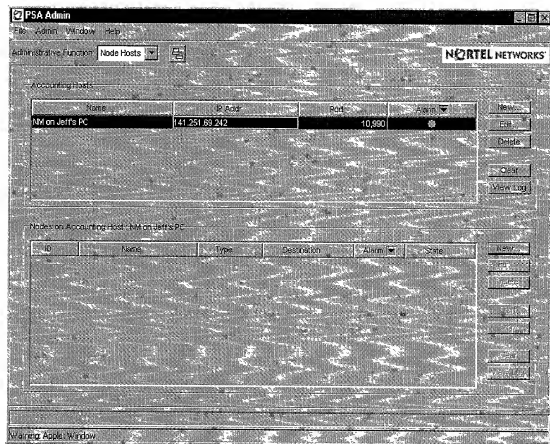 PSA Admin
File Admin Window Help
Administrative Function: Node Hosts
NORTEL NETWORKS
Accounting Hosts
Name IP Addr Port Alarm New...
NM on Jeff's PC 141.251.69.242 10,990 Edit...
Delete
Clear
View Log
Nodes on Accounting Host : NM on Jeff's PC
ID Name Type Destination Alarm State New...
Warning: Applet Window